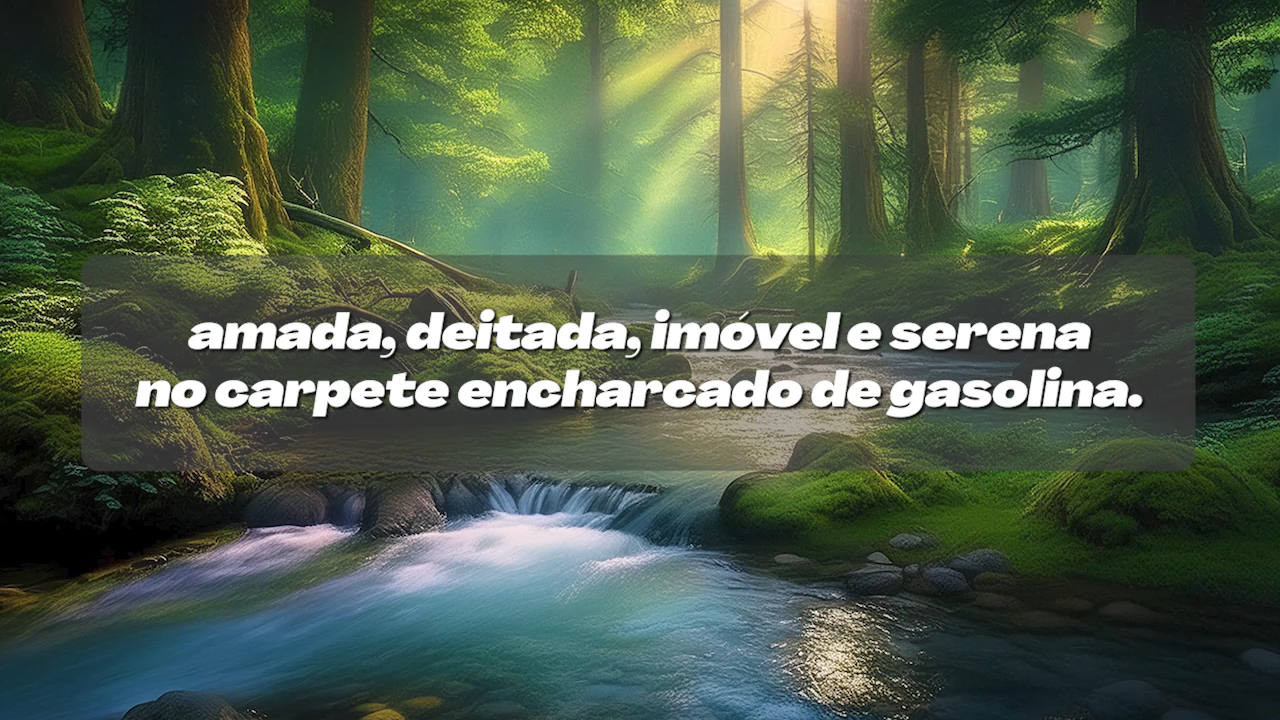 amada, deitada, imóvel e serena
no carpete encharcado de gasolina.